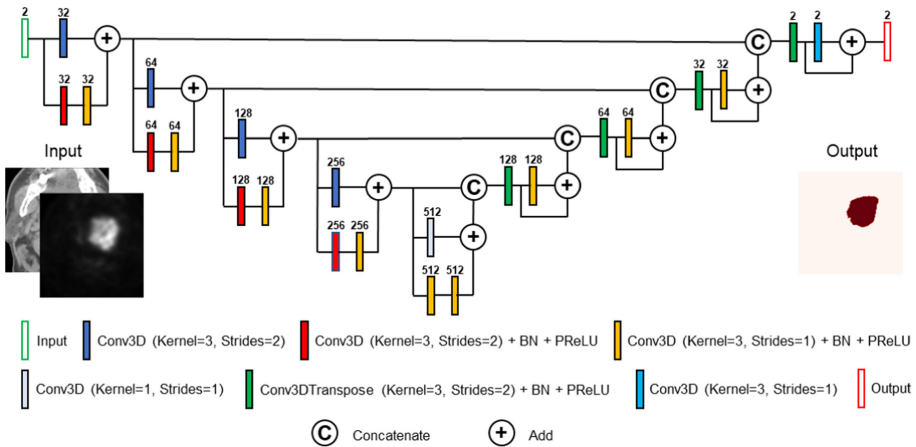 2 32 2 2 2
C
32 32 64 32 32
64 64 128 64 64
Input
128 128 256 128 128
Output
256 256 512
512 512
Input Conv3D (Kernel=3, Strides=2) Conv3D (Kernel=3, Strides=2) + BN + PReLU Conv3D (Kernel=3, Strides=1) + BN + PReLU
Conv3D (Kernel=1, Strides=1) Conv3DTranspose (Kernel=3, Strides=2) + BN + PReLU Conv3D (Kernel=3, Strides=1) Output
C Concatenate + Add